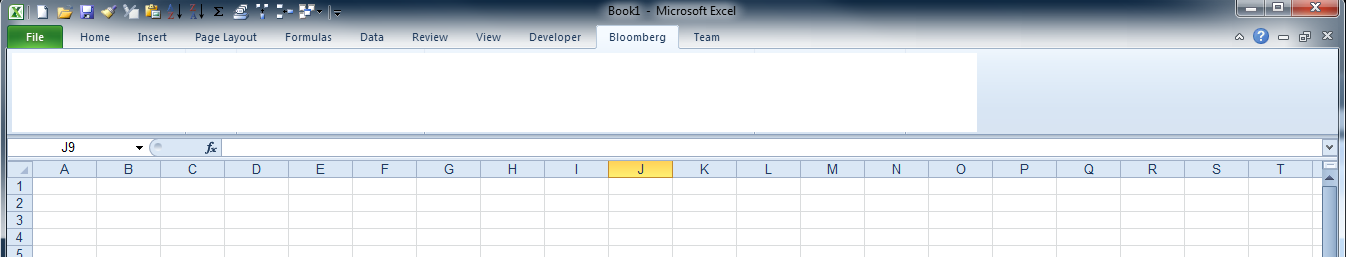 Book1 - Microsoft Excel
File Home Insert Page Layout Formulas Data Review View Developer Bloomberg Team
J9 fx
A B C D E F G H I J K L M N O P Q R S T
1
2
3
4
5